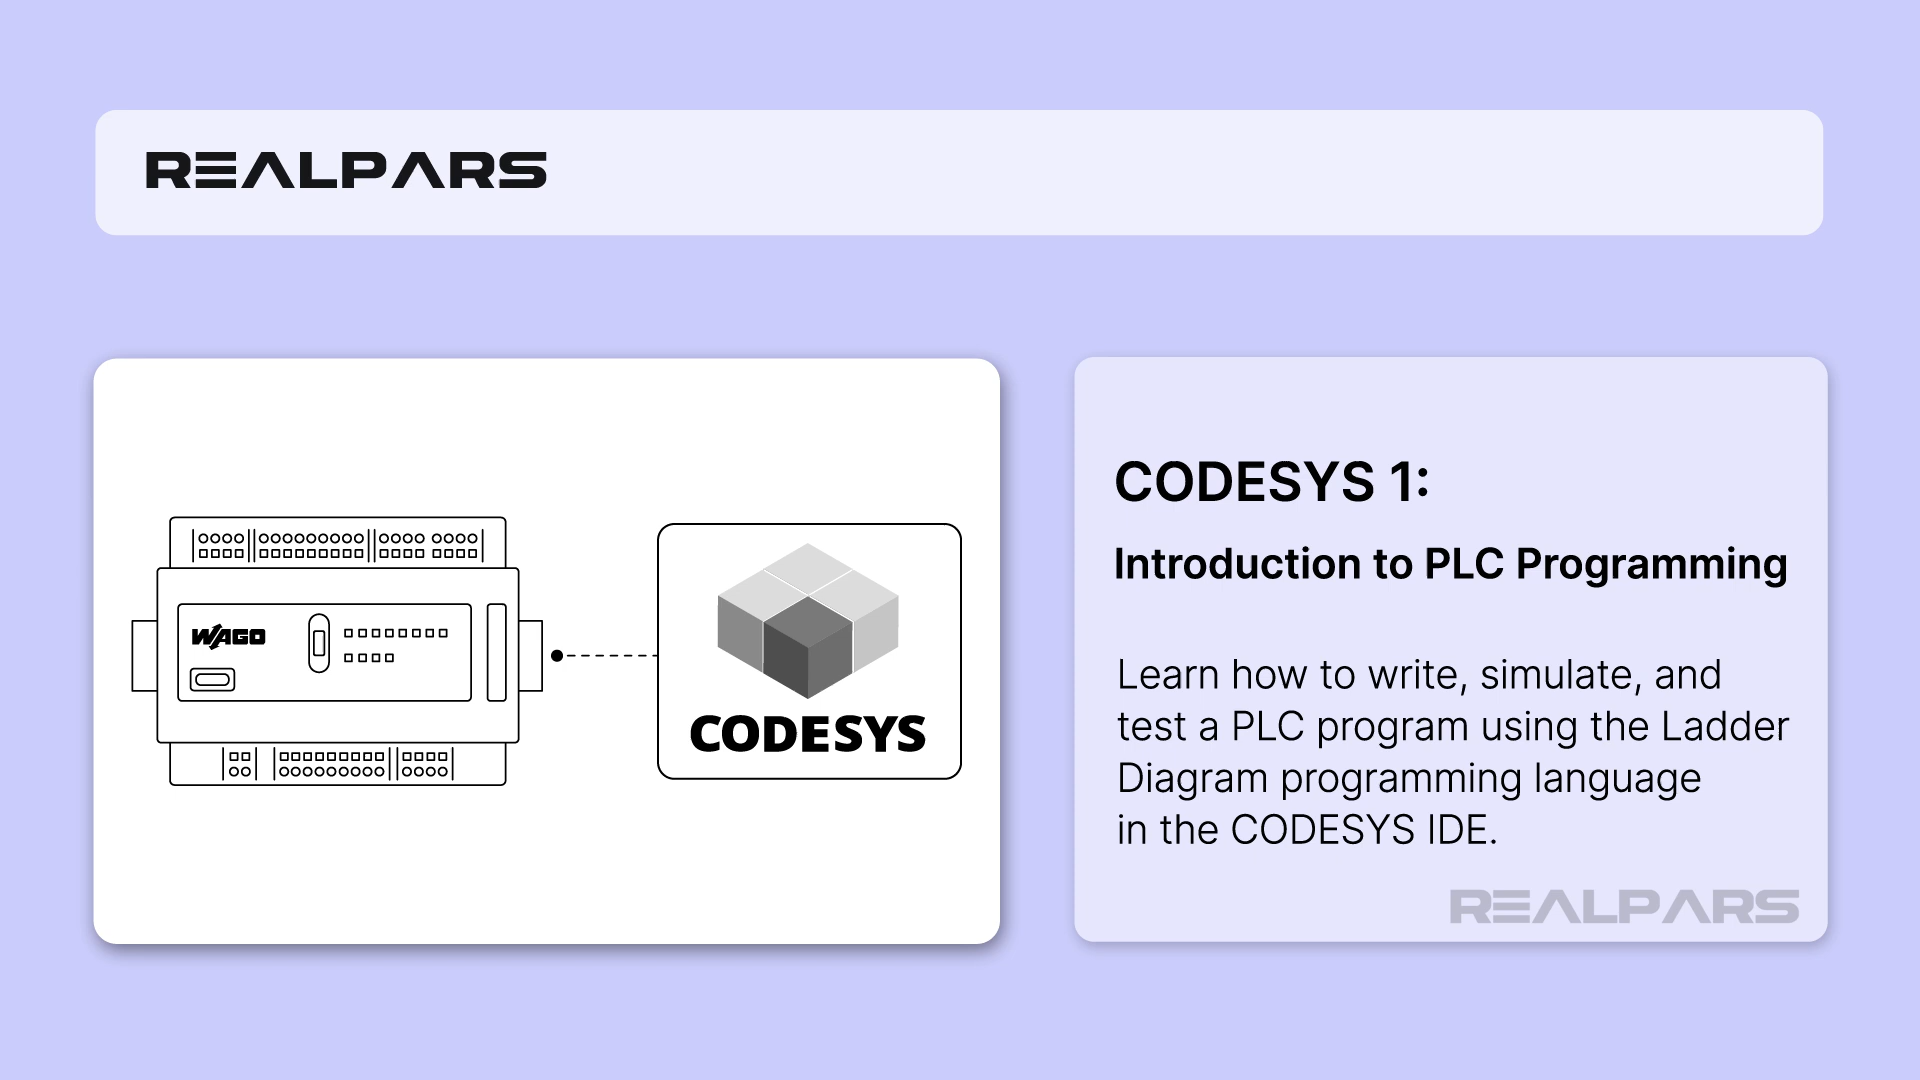 REALPARS
WAGO
CODESYS
CODESYS 1:
Introduction to PLC Programming
Learn how to write, simulate, and
test a PLC program using the Ladder
Diagram programming language
in the CODESYS IDE.
REALPARS